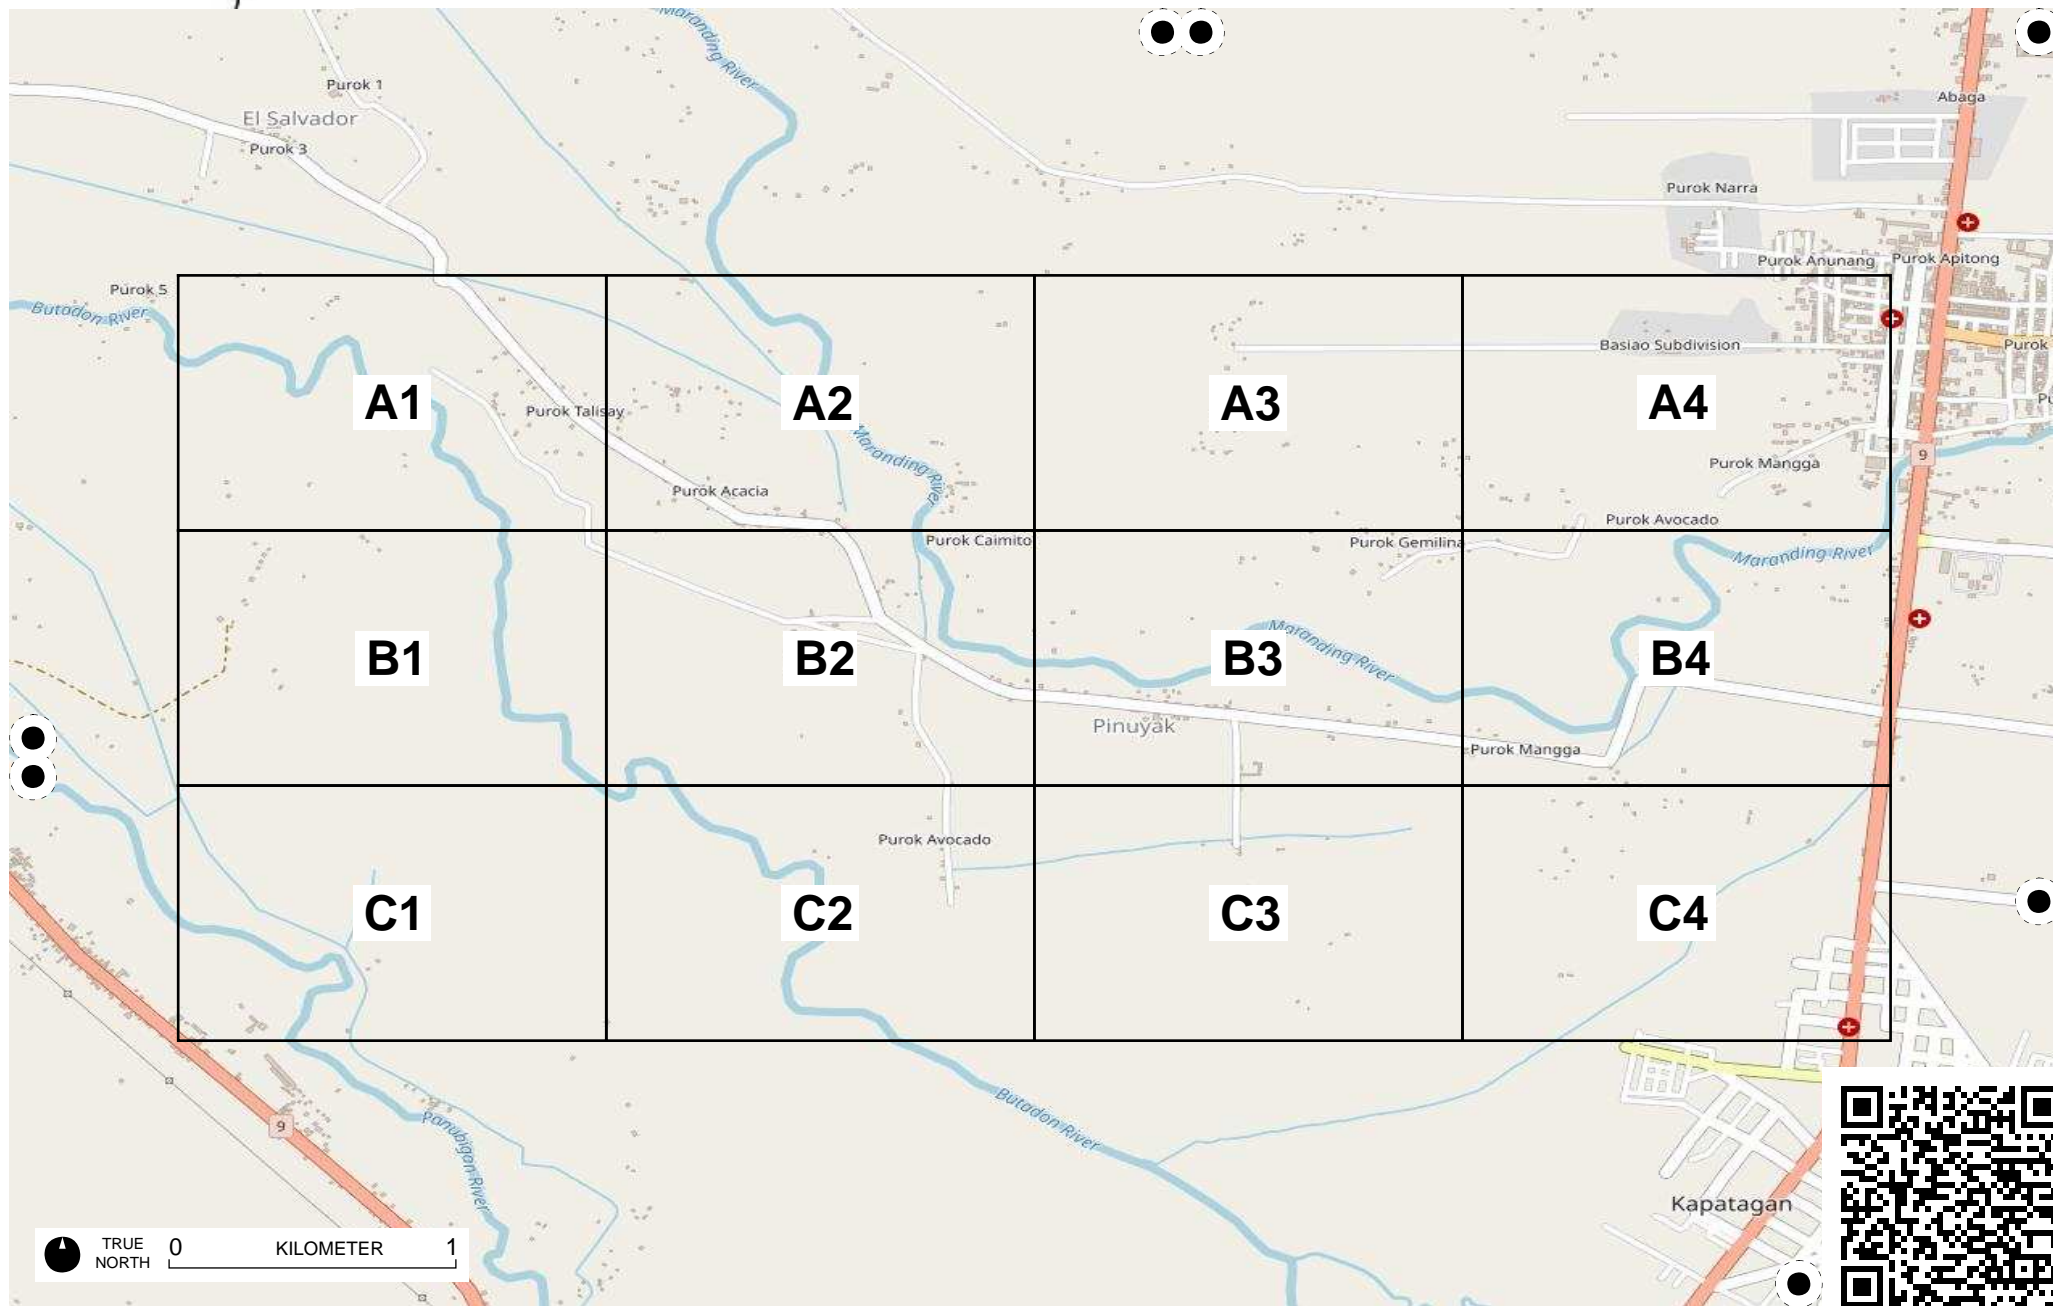 Maranding River
Purok 1
El Salvador
Purok 3
Abaga
Purok Narra
Purok Anunang
Purok Apitong
Purok 5
Butadon River
Basiao Subdivision
Purok
A1
A2
A3
A4
Purok Talisay
Maranding River
9
Purok Mangga
Purok Acacia
Purok Avocado
Purok Caimito
Purok Gemilina
Maranding River
B1
B2
B3
B4
Maranding River
Pinuyak
Purok Mangga
Purok Avocado
C1
C2
C3
C4
9
Panubigan River
Butadon River
Kapatagan
TRUE
NORTH
0 KILOMETER 1